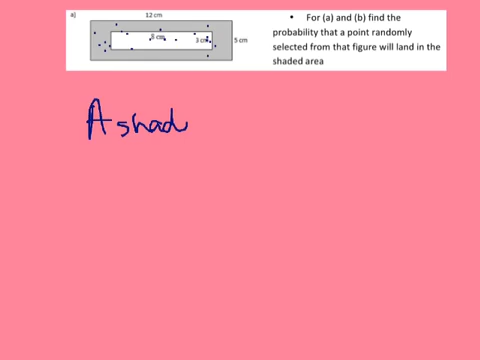 a)
12 cm
8 cm
3 cm
5 cm
• For (a) and (b) find the
probability that a point randomly
selected from that figure will land in the
shaded area
A shad